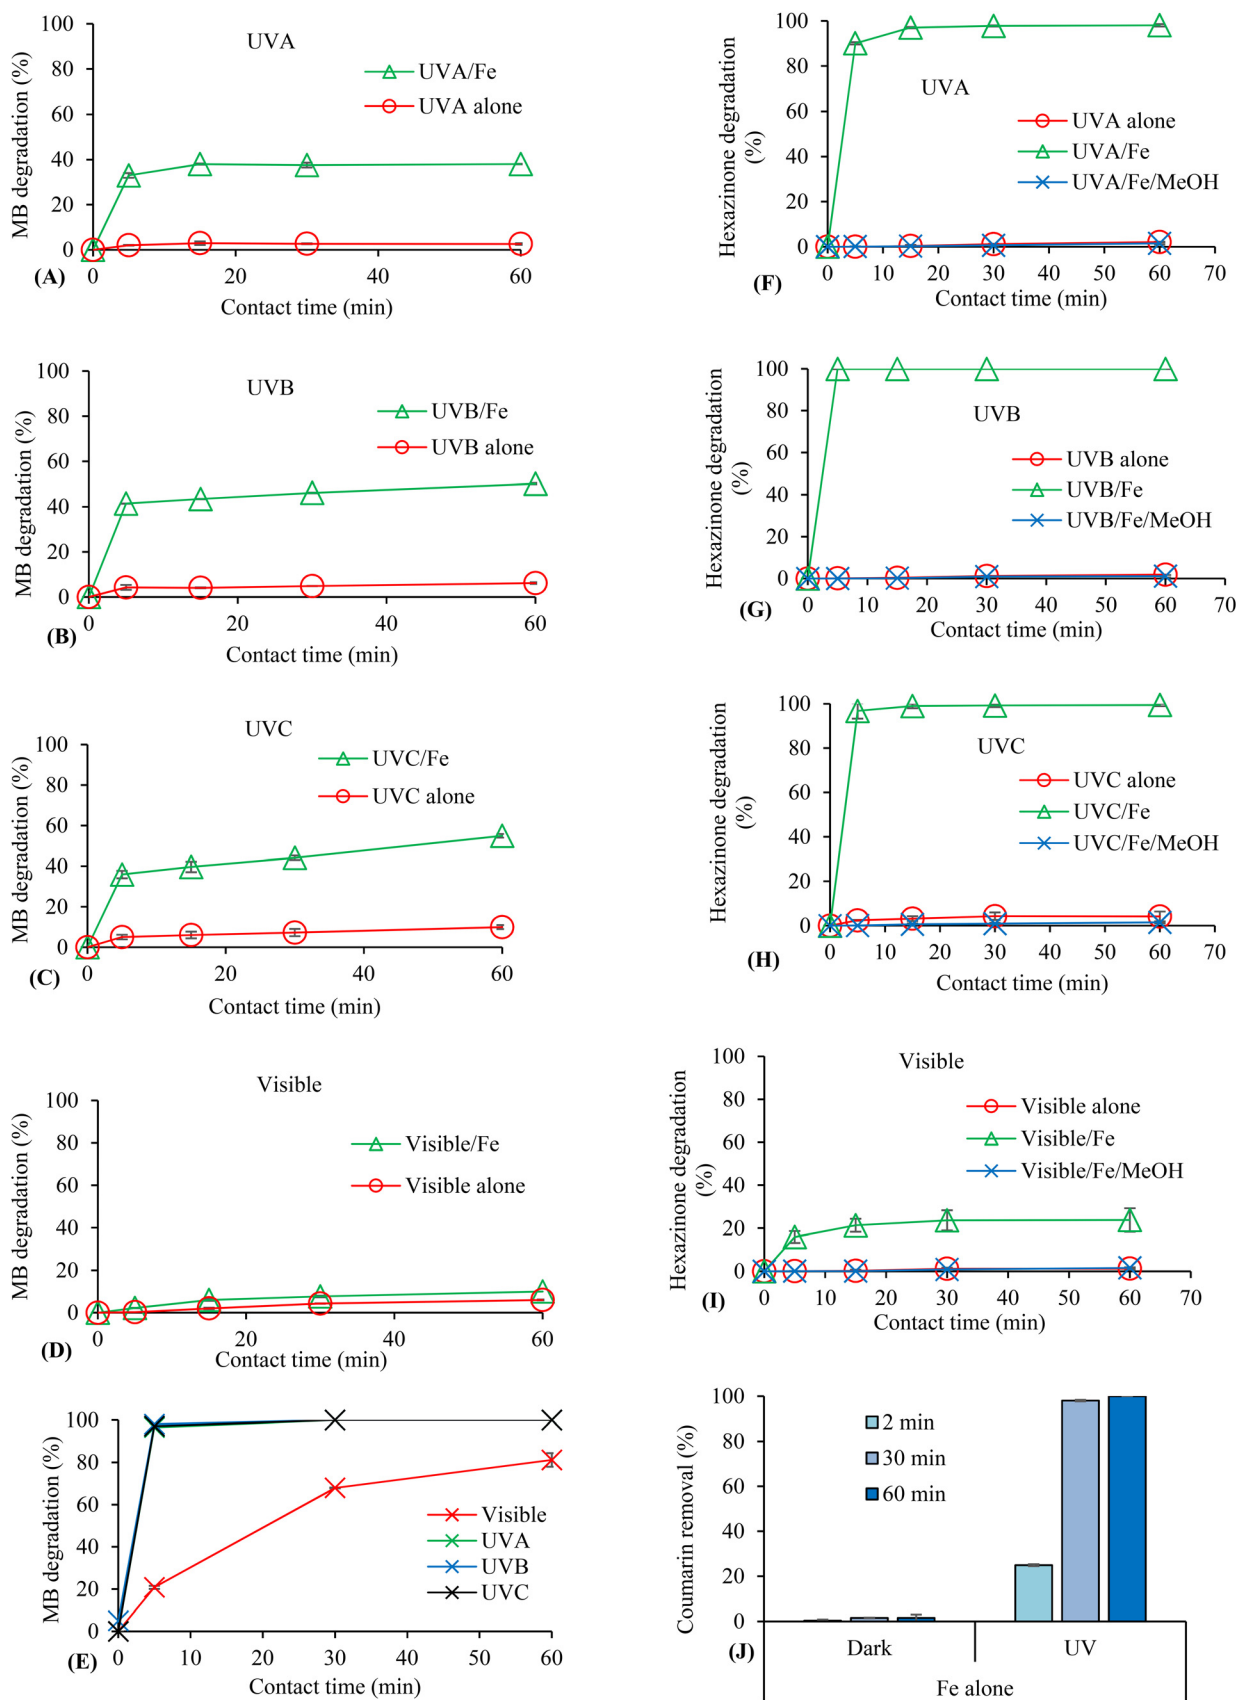 MB degradation (%)
100
80
60
40
20
0
UVA
UVA/Fe
UVA alone
0
20
40
60
Contact time (min)
(A)
MB degradation (%)
100
80
60
40
20
0
UVB
UVB/Fe
UVB alone
0
20
40
60
Contact time (min)
(B)
MB degradation (%)
100
80
60
40
20
0
UVC
UVC/Fe
UVC alone
0
20
40
60
Contact time (min)
(C)
MB degradation (%)
100
80
60
40
20
0
Visible
Visible/Fe
Visible alone
0
20
40
60
Contact time (min)
(D)
MB degradation (%)
100
80
60
40
20
0
Visible
UVA
UVB
UVC
0
10
20
30
40
50
60
Contact time (min)
(E)
Hexazinone degradation
(%)
100
80
60
40
20
0
UVA
UVA alone
UVA/Fe
UVA/Fe/MeOH
0
10
20
30
40
50
60
70
Contact time (min)
(F)
Hexazinone degradation
(%)
100
80
60
40
20
0
UVB
UVB alone
UVB/Fe
UVB/Fe/MeOH
0
10
20
30
40
50
60
70
Contact time (min)
(G)
Hexazinone degradation
(%)
100
80
60
40
20
0
UVC
UVC alone
UVC/Fe
UVC/Fe/MeOH
0
10
20
30
40
50
60
70
Contact time (min)
(H)
Hexazinone degradation
(%)
100
80
60
40
20
0
Visible
Visible alone
Visible/Fe
Visible/Fe/MeOH
0
10
20
30
40
50
60
70
Contact time (min)
(I)
Coumarin removal (%)
100
80
60
40
20
0
2 min
30 min
60 min
Dark
UV
Fe alone
(J)